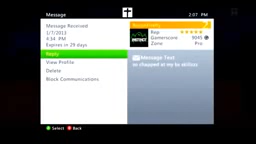 Message
2:07 PM
Message Received
1/7/2013
4:34 PM
Expires in 29 days
Reply
View Profile
Delete
Block Communications
Rep
Gamerscore 9045
Zone Pro
Message Text
Select
Back